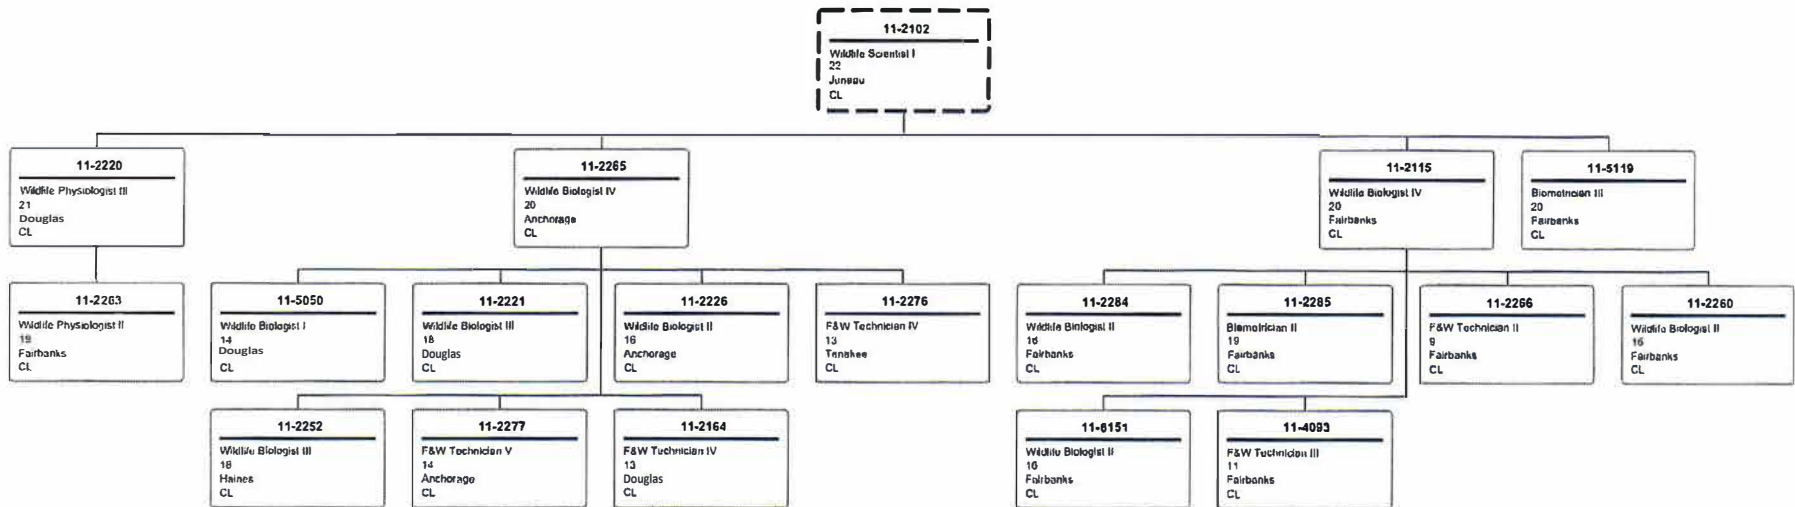 11-2102
Wildlife Scientist I
22
Juneau
CL
11-2220
Wildlife Physiologist III
21
Douglas
CL
11-2265
Wildlife Biologist IV
20
Anchorage
CL
11-2115
Wildlife Biologist IV
20
Fairbanks
CL
11-5119
Biometrician III
20
Fairbanks
CL
11-2263
Wildlife Physiologist II
19
Fairbanks
CL
11-5050
Wildlife Biologist I
14
Douglas
CL
11-2221
Wildlife Biologist III
18
Douglas
CL
11-2226
Wildlife Biologist II
16
Anchorage
CL
11-2276
F&W Technician IV
13
Tenakee
CL
11-2284
Wildlife Biologist II
16
Fairbanks
CL
11-2285
Biometrician II
19
Fairbanks
CL
11-2266
F&W Technician II
9
Fairbanks
CL
11-2260
Wildlife Biologist II
16
Fairbanks
CL
11-2252
Wildlife Biologist III
18
Haines
CL
11-2277
F&W Technician V
14
Anchorage
CL
11-2164
F&W Technician IV
13
Douglas
CL
11-6151
Wildlife Biologist II
16
Fairbanks
CL
11-4093
F&W Technician III
11
Fairbanks
CL